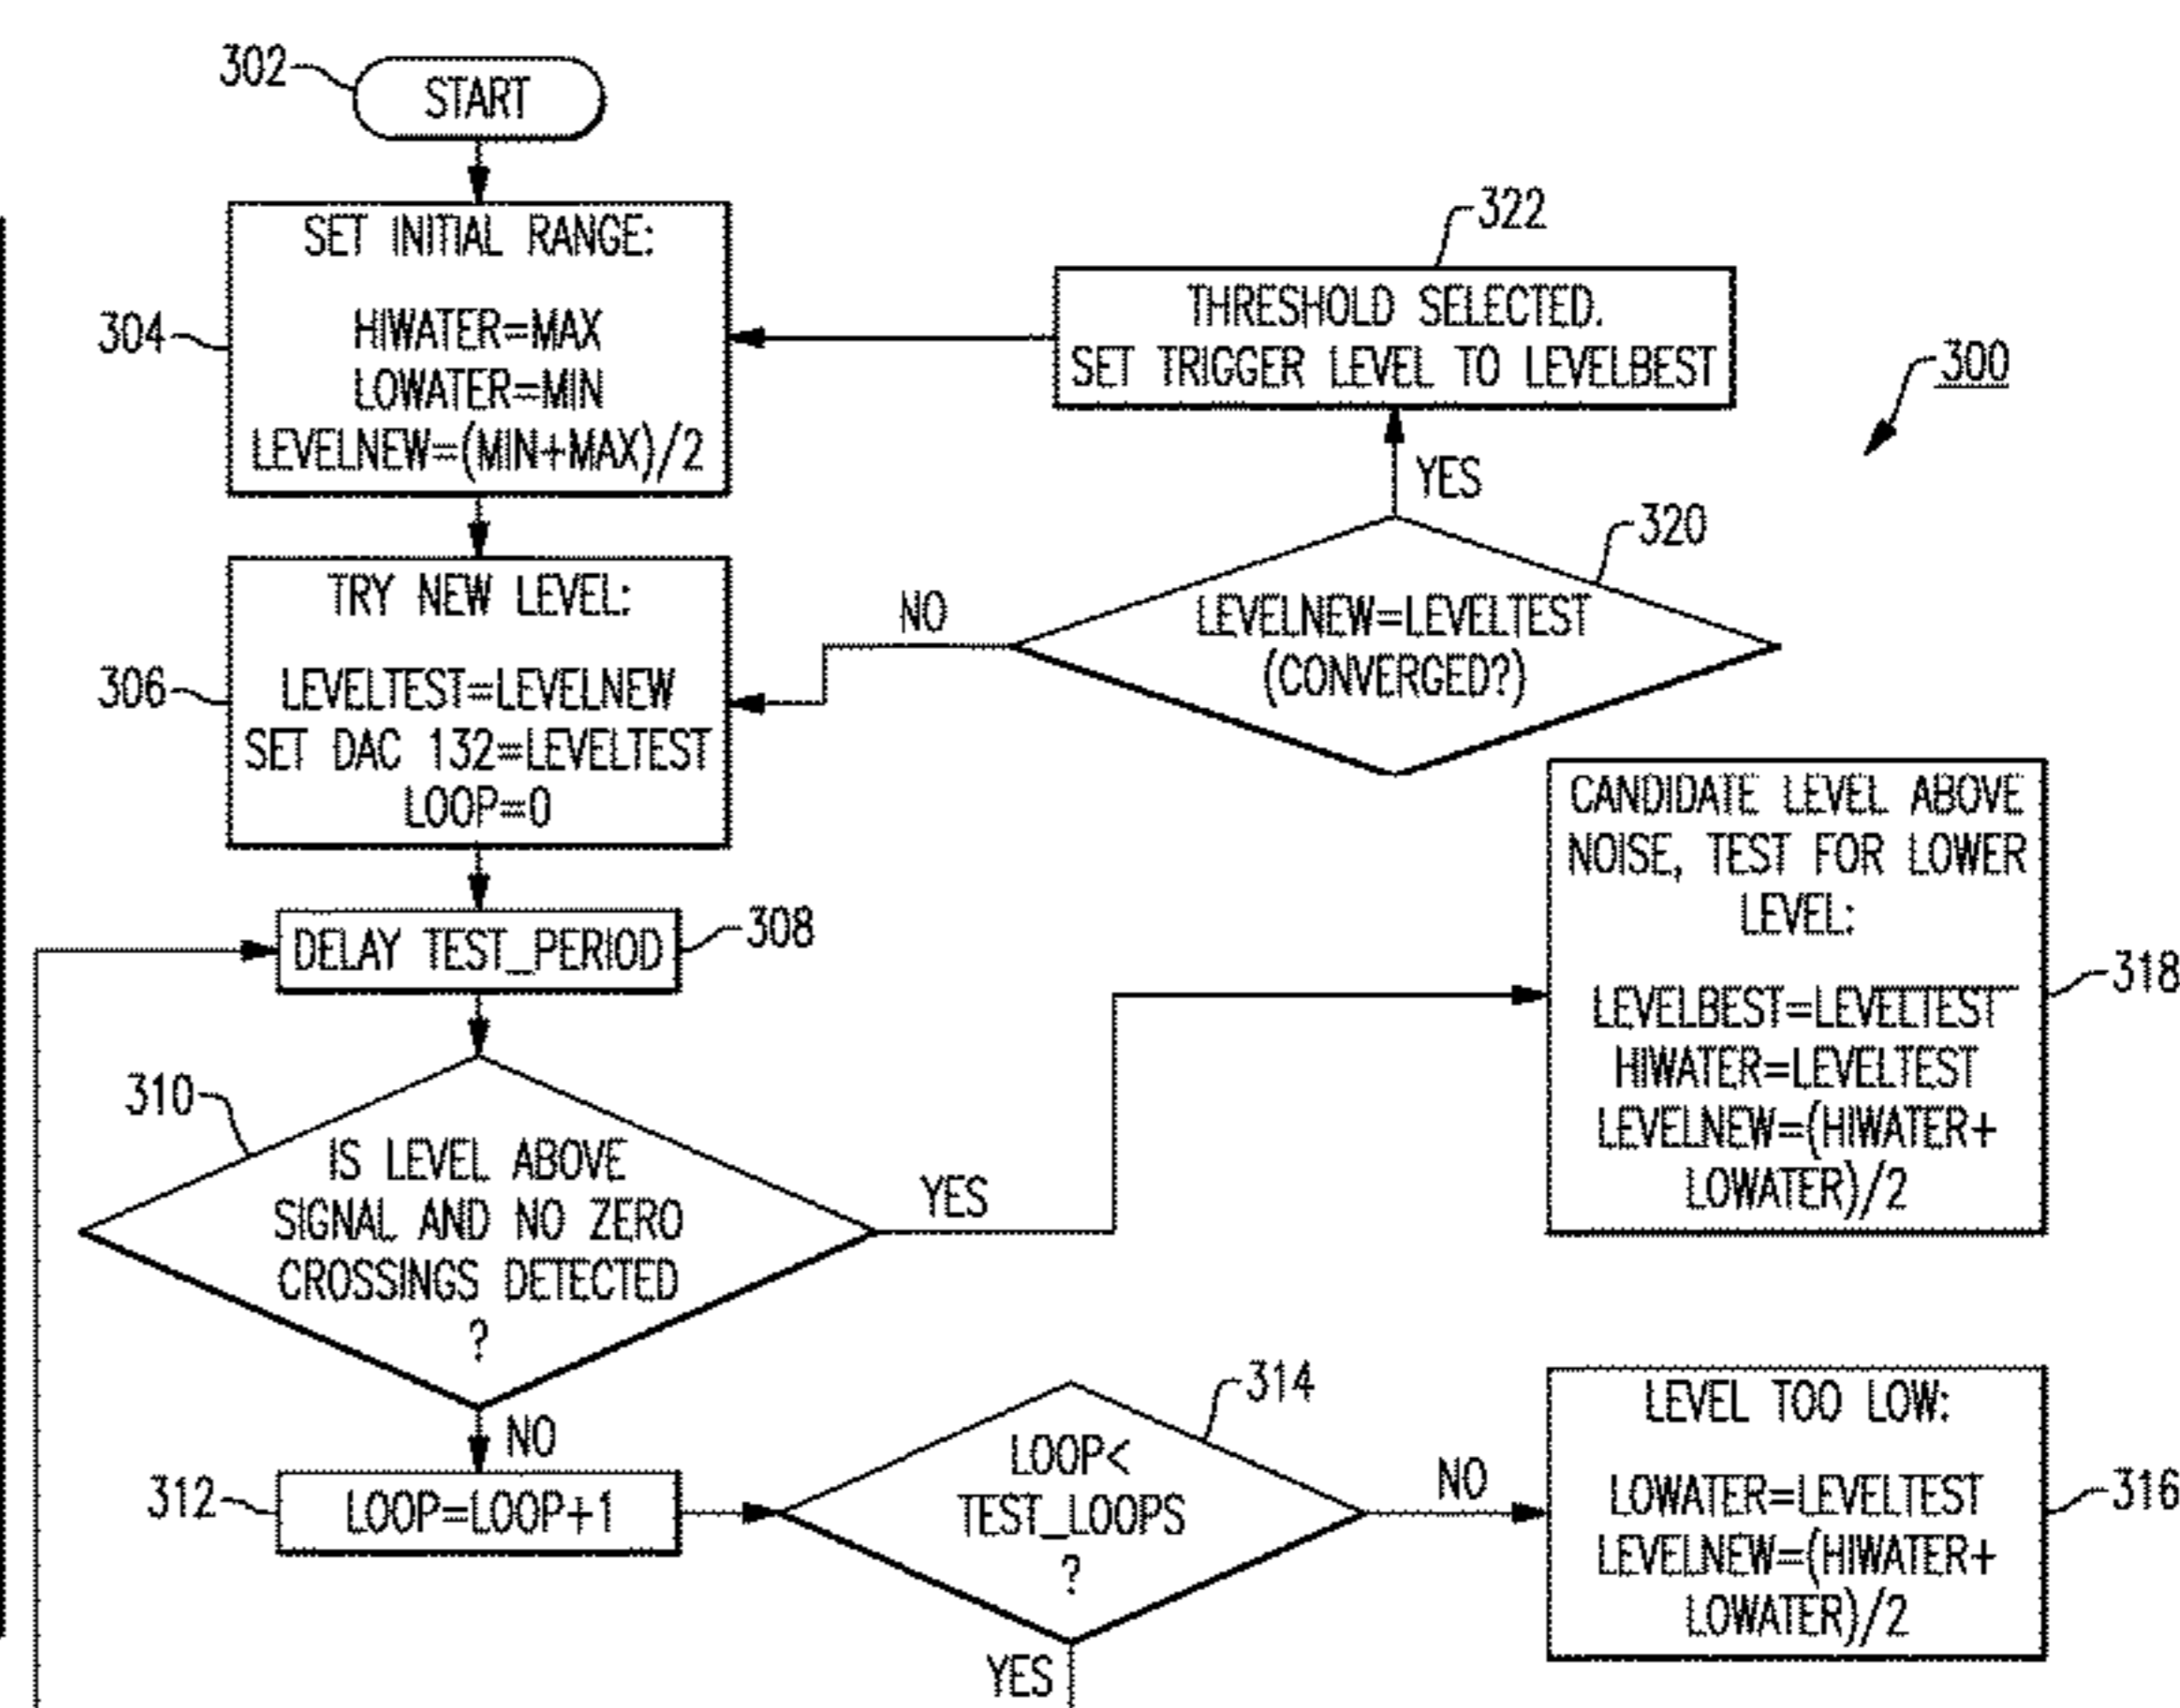 302
START
304
SET INITIAL RANGE:
HIWATER=MAX
LOWATER=MIN
LEVELNEW=(MIN+MAX)/2
322
THRESHOLD SELECTED.
SET TRIGGER LEVEL TO LEVELBEST
300
YES
320
LEVELNEW=LEVELTEST
(CONVERGED?)
NO
306
TRY NEW LEVEL:
LEVELTEST=LEVELNEW
SET DAC 132=LEVELTEST
LOOP=0
DELAY TEST_PERIOD
308
310
IS LEVEL ABOVE
SIGNAL AND NO ZERO
CROSSINGS DETECTED
?
YES
CANDIDATE LEVEL ABOVE
NOISE, TEST FOR LOWER
LEVEL:
LEVELBEST=LEVELTEST
HIWATER=LEVELTEST
LEVELNEW=(HIWATER+
LOWATER)/2
318
NO
312
LOOP=LOOP+1
314
LOOP<
TEST_LOOPS
?
YES
NO
LEVEL TOO LOW:
LOWATER=LEVELTEST
LEVELNEW=(HIWATER+
LOWATER)/2
316